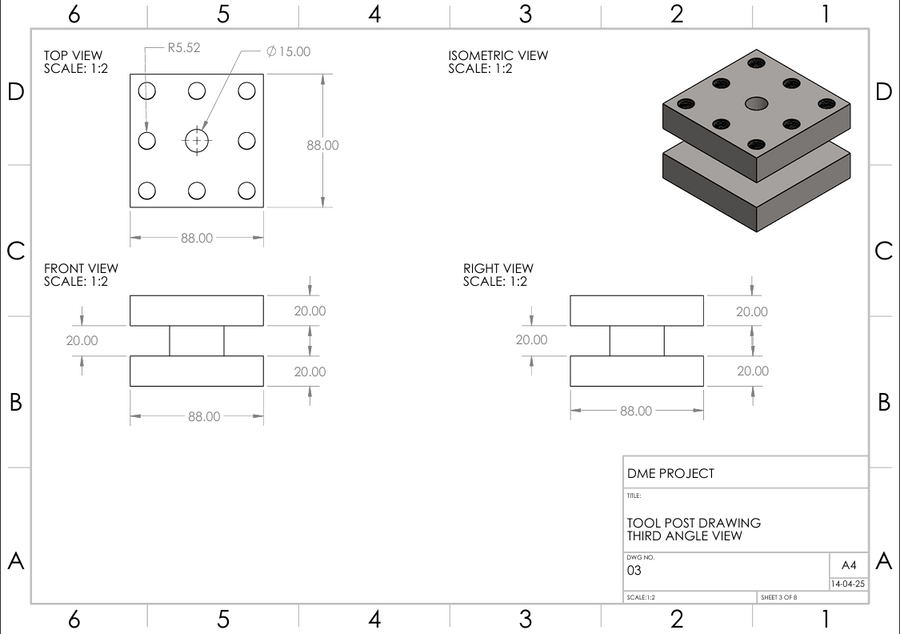 6 5 4 3 2 1
TOP VIEW
SCALE: 1:2
R5.52
∅ 15.00
ISOMETRIC VIEW
SCALE: 1:2
D D
88.00
88.00
C C
FRONT VIEW
SCALE: 1:2
RIGHT VIEW
SCALE: 1:2
20.00
20.00
20.00
20.00
20.00
20.00
B B
88.00
88.00
DME PROJECT
TITLE:
TOOL POST DRAWING
THIRD ANGLE VIEW
A A
DWG NO.
03
A4
14-04-25
SCALE:1:2
SHEET 3 OF 8
6 5 4 3 2 1